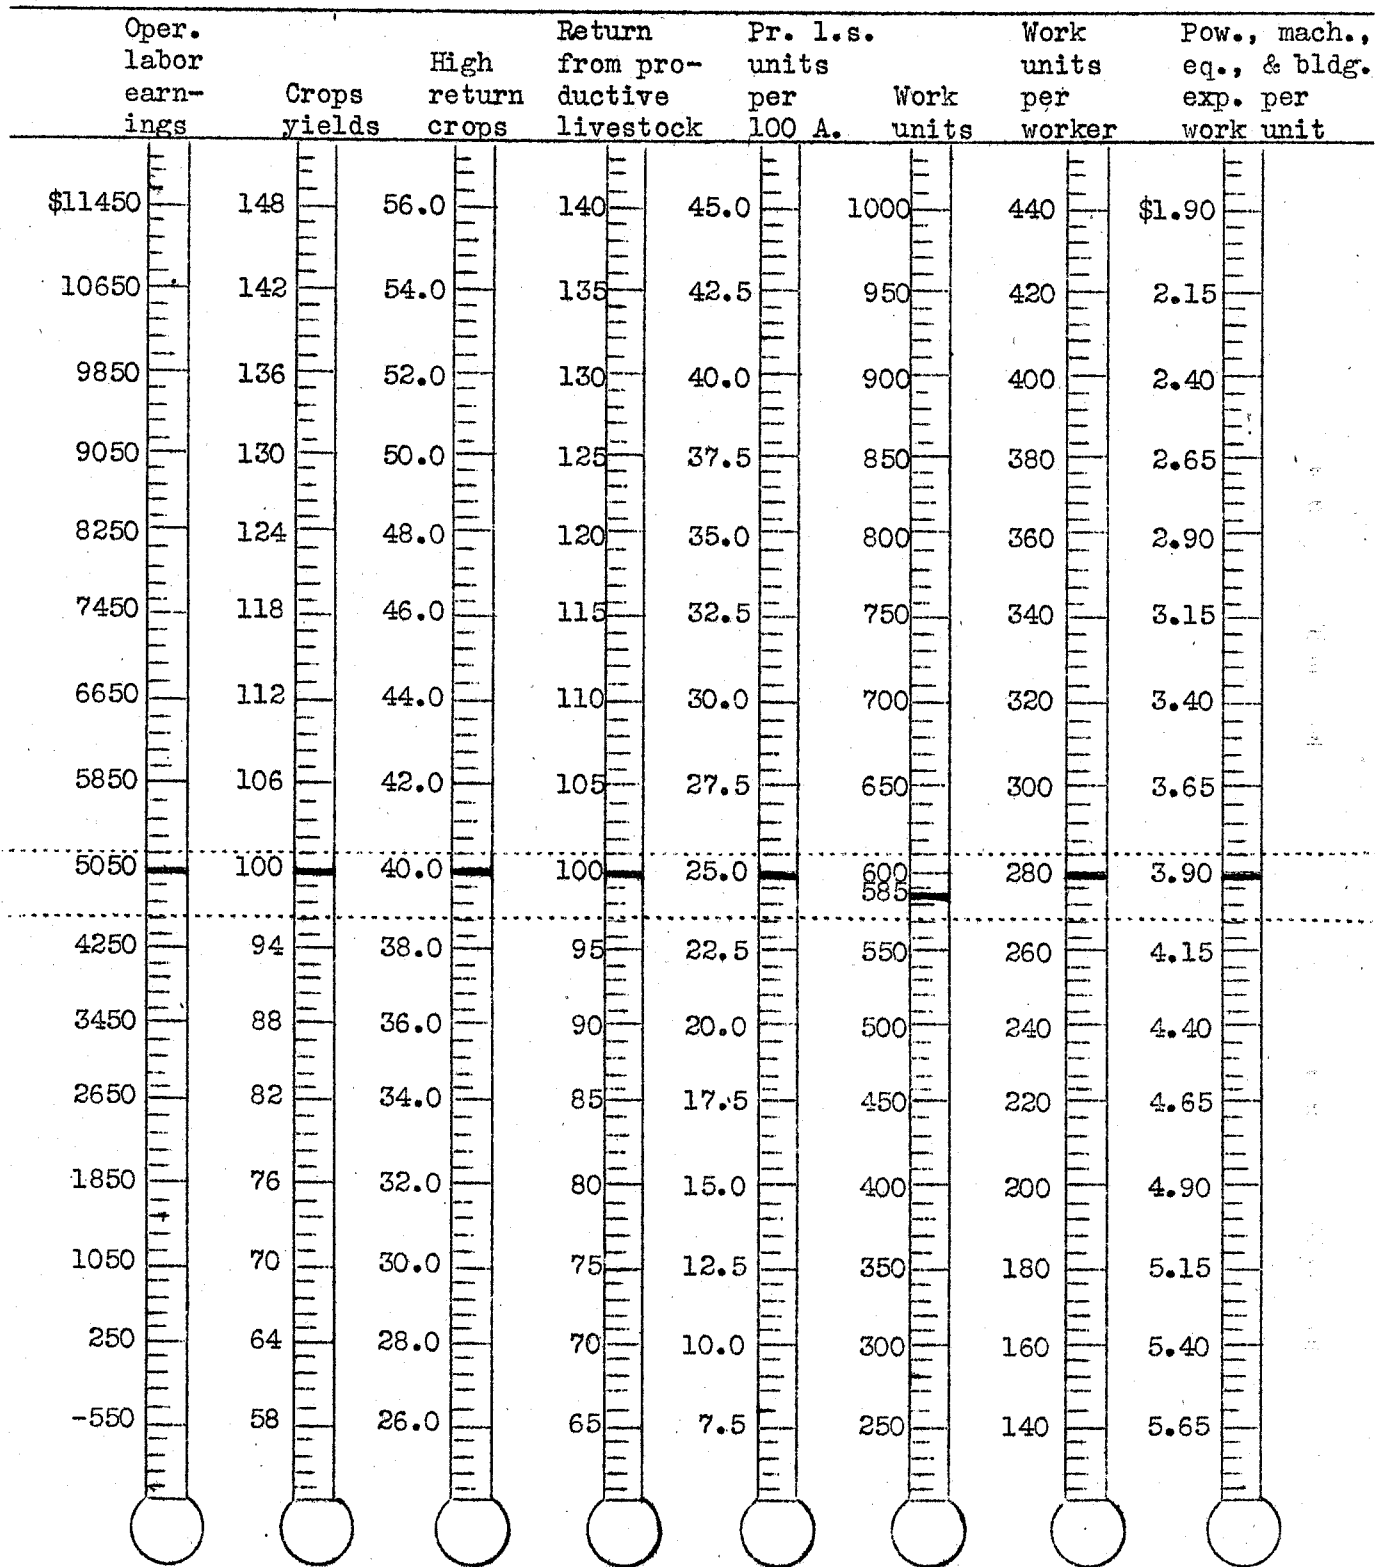 Oper. Return Pr. l.s. Work Pow., mach.,
labor High from pro- units units eq., & bldg.
earn- Crops return ductive per Work per exp. per
ings yields crops livestock 100 A. units worker work unit
$11450 148 56.0 140 45.0 1000 440 $1.90
10650 142 54.0 135 42.5 950 420 2.15
9850 136 52.0 130 40.0 900 400 2.40
9050 130 50.0 125 37.5 850 380 2.65
8250 124 48.0 120 35.0 800 360 2.90
7450 118 46.0 115 32.5 750 340 3.15
6650 112 44.0 110 30.0 700 320 3.40
5850 106 42.0 105 27.5 650 300 3.65
5050 100 40.0 100 25.0 600 280 3.90
585
4250 94 38.0 95 22.5 550 260 4.15
3450 88 36.0 90 20.0 500 240 4.40
2650 82 34.0 85 17.5 450 220 4.65
1850 76 32.0 80 15.0 400 200 4.90
1050 70 30.0 75 12.5 350 180 5.15
250 64 28.0 70 10.0 300 160 5.40
-550 58 26.0 65 7.5 250 140 5.65